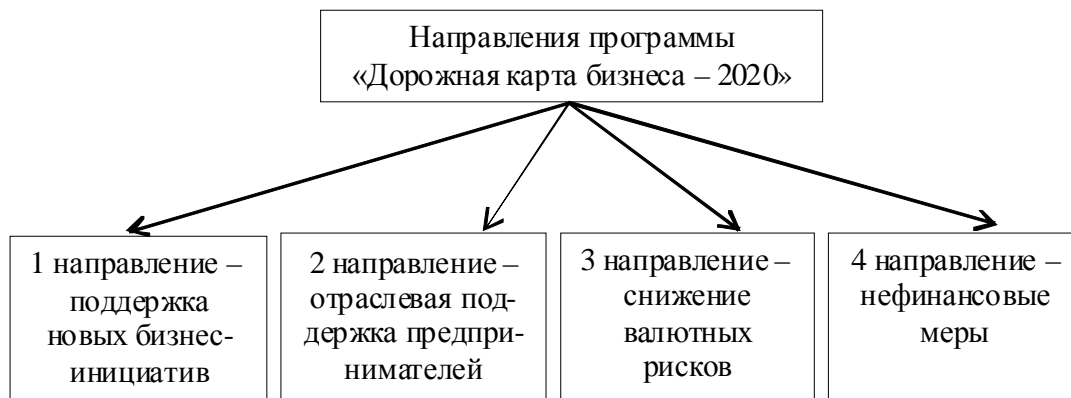 Направления программы
«Дорожная карта бизнеса – 2020»
1 направление –
поддержка
новых бизнес-
инициатив
2 направление –
отраслевая под-
держка предпри-
нимателей
3 направление –
снижение
валютных
рисков
4 направление –
нефинансовые
меры